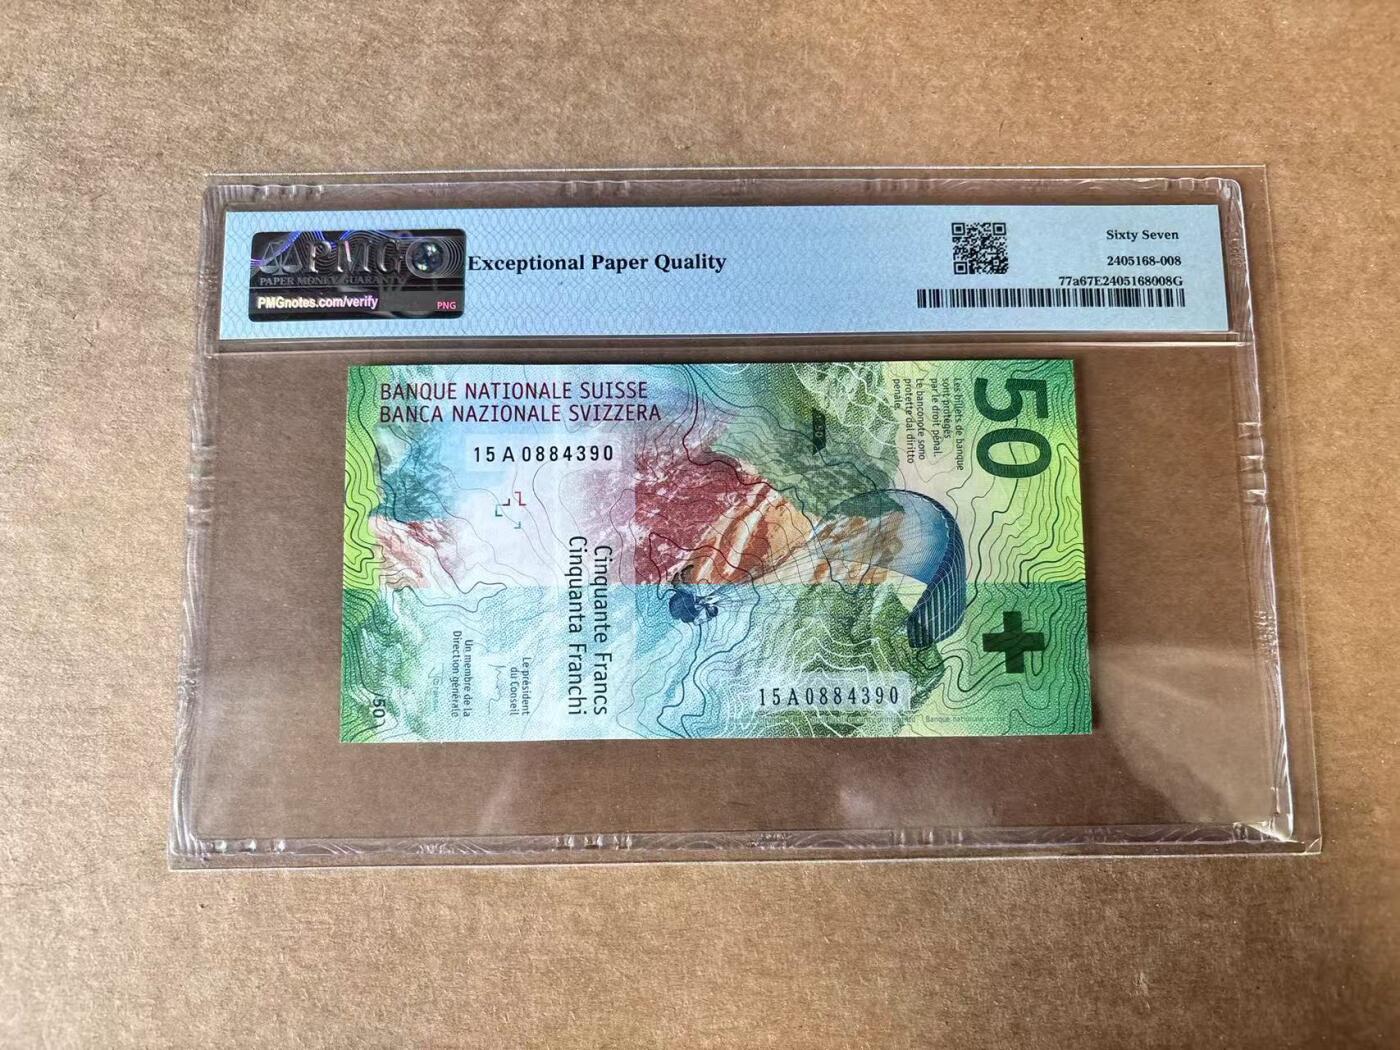 PMG
PAPER MONEY GUARANTY
PMGnotes.com/verify
PNG
Exceptional Paper Quality
Sixty Seven
2405168-008
77a67E2405168008G
BANQUE NATIONALE SUISSE
BANCA NAZIONALE SVIZZERA
15A0884390
50
Les billets de banque
sont protégés
par le droit pénal.
Le banconote sono
protette dal diritto
penale.
Cinquante Francs
Cinquanta Franchi
Le président
du Conseil
Un membre de la
Direction générale
50
15A0884390
Banque nationale